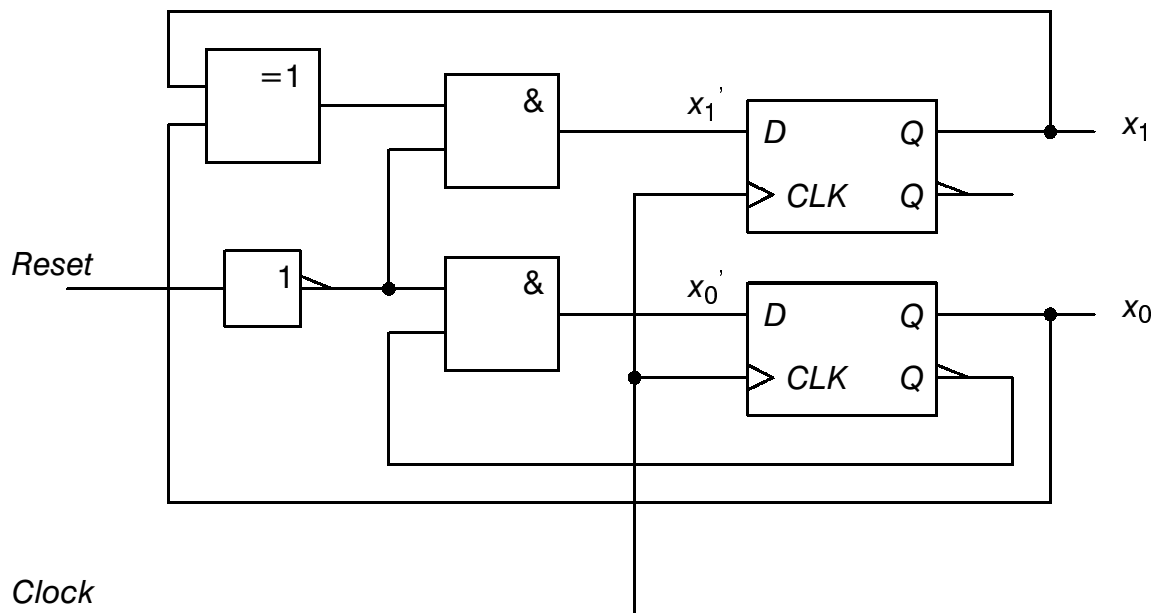 =1
&
x1'
D Q
x1
CLK Q
Reset
1
&
x0'
D Q
x0
CLK Q
Clock